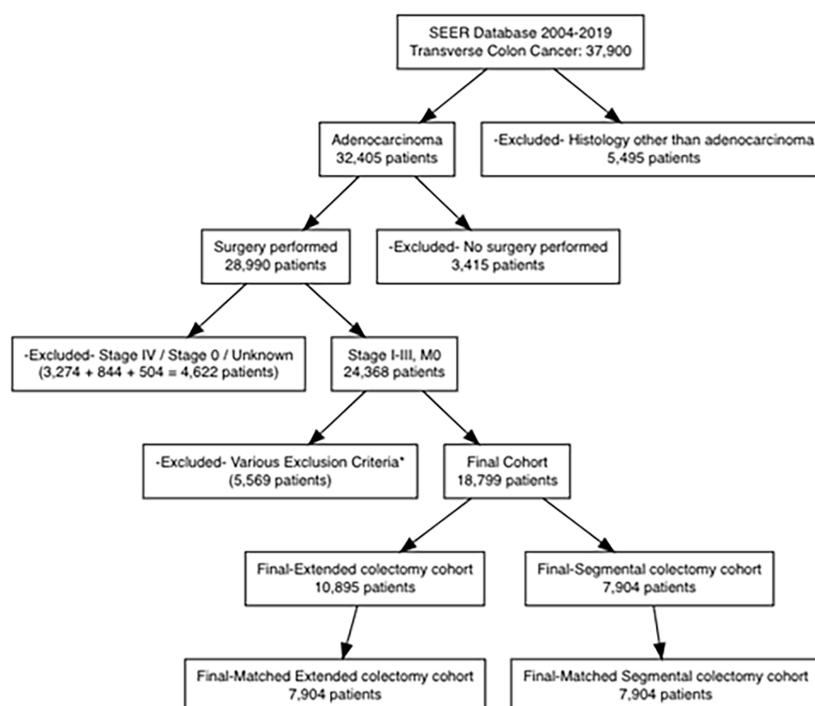 SEER Database 2004-2019
Transverse Colon Cancer: 37,900
Adenocarcinoma
32,405 patients
-Excluded- Histology other than adenocarcinoma
5,495 patients
Surgery performed
28,990 patients
-Excluded- No surgery performed
3,415 patients
-Excluded- Stage IV / Stage 0 / Unknown
(3,274 + 844 + 504 = 4,622 patients)
Stage I-III, M0
24,368 patients
-Excluded- Various Exclusion Criteria*
(5,569 patients)
Final Cohort
18,799 patients
Final-Extended colectomy cohort
10,895 patients
Final-Segmental colectomy cohort
7,904 patients
Final-Matched Extended colectomy cohort
7,904 patients
Final-Matched Segmental colectomy cohort
7,904 patients